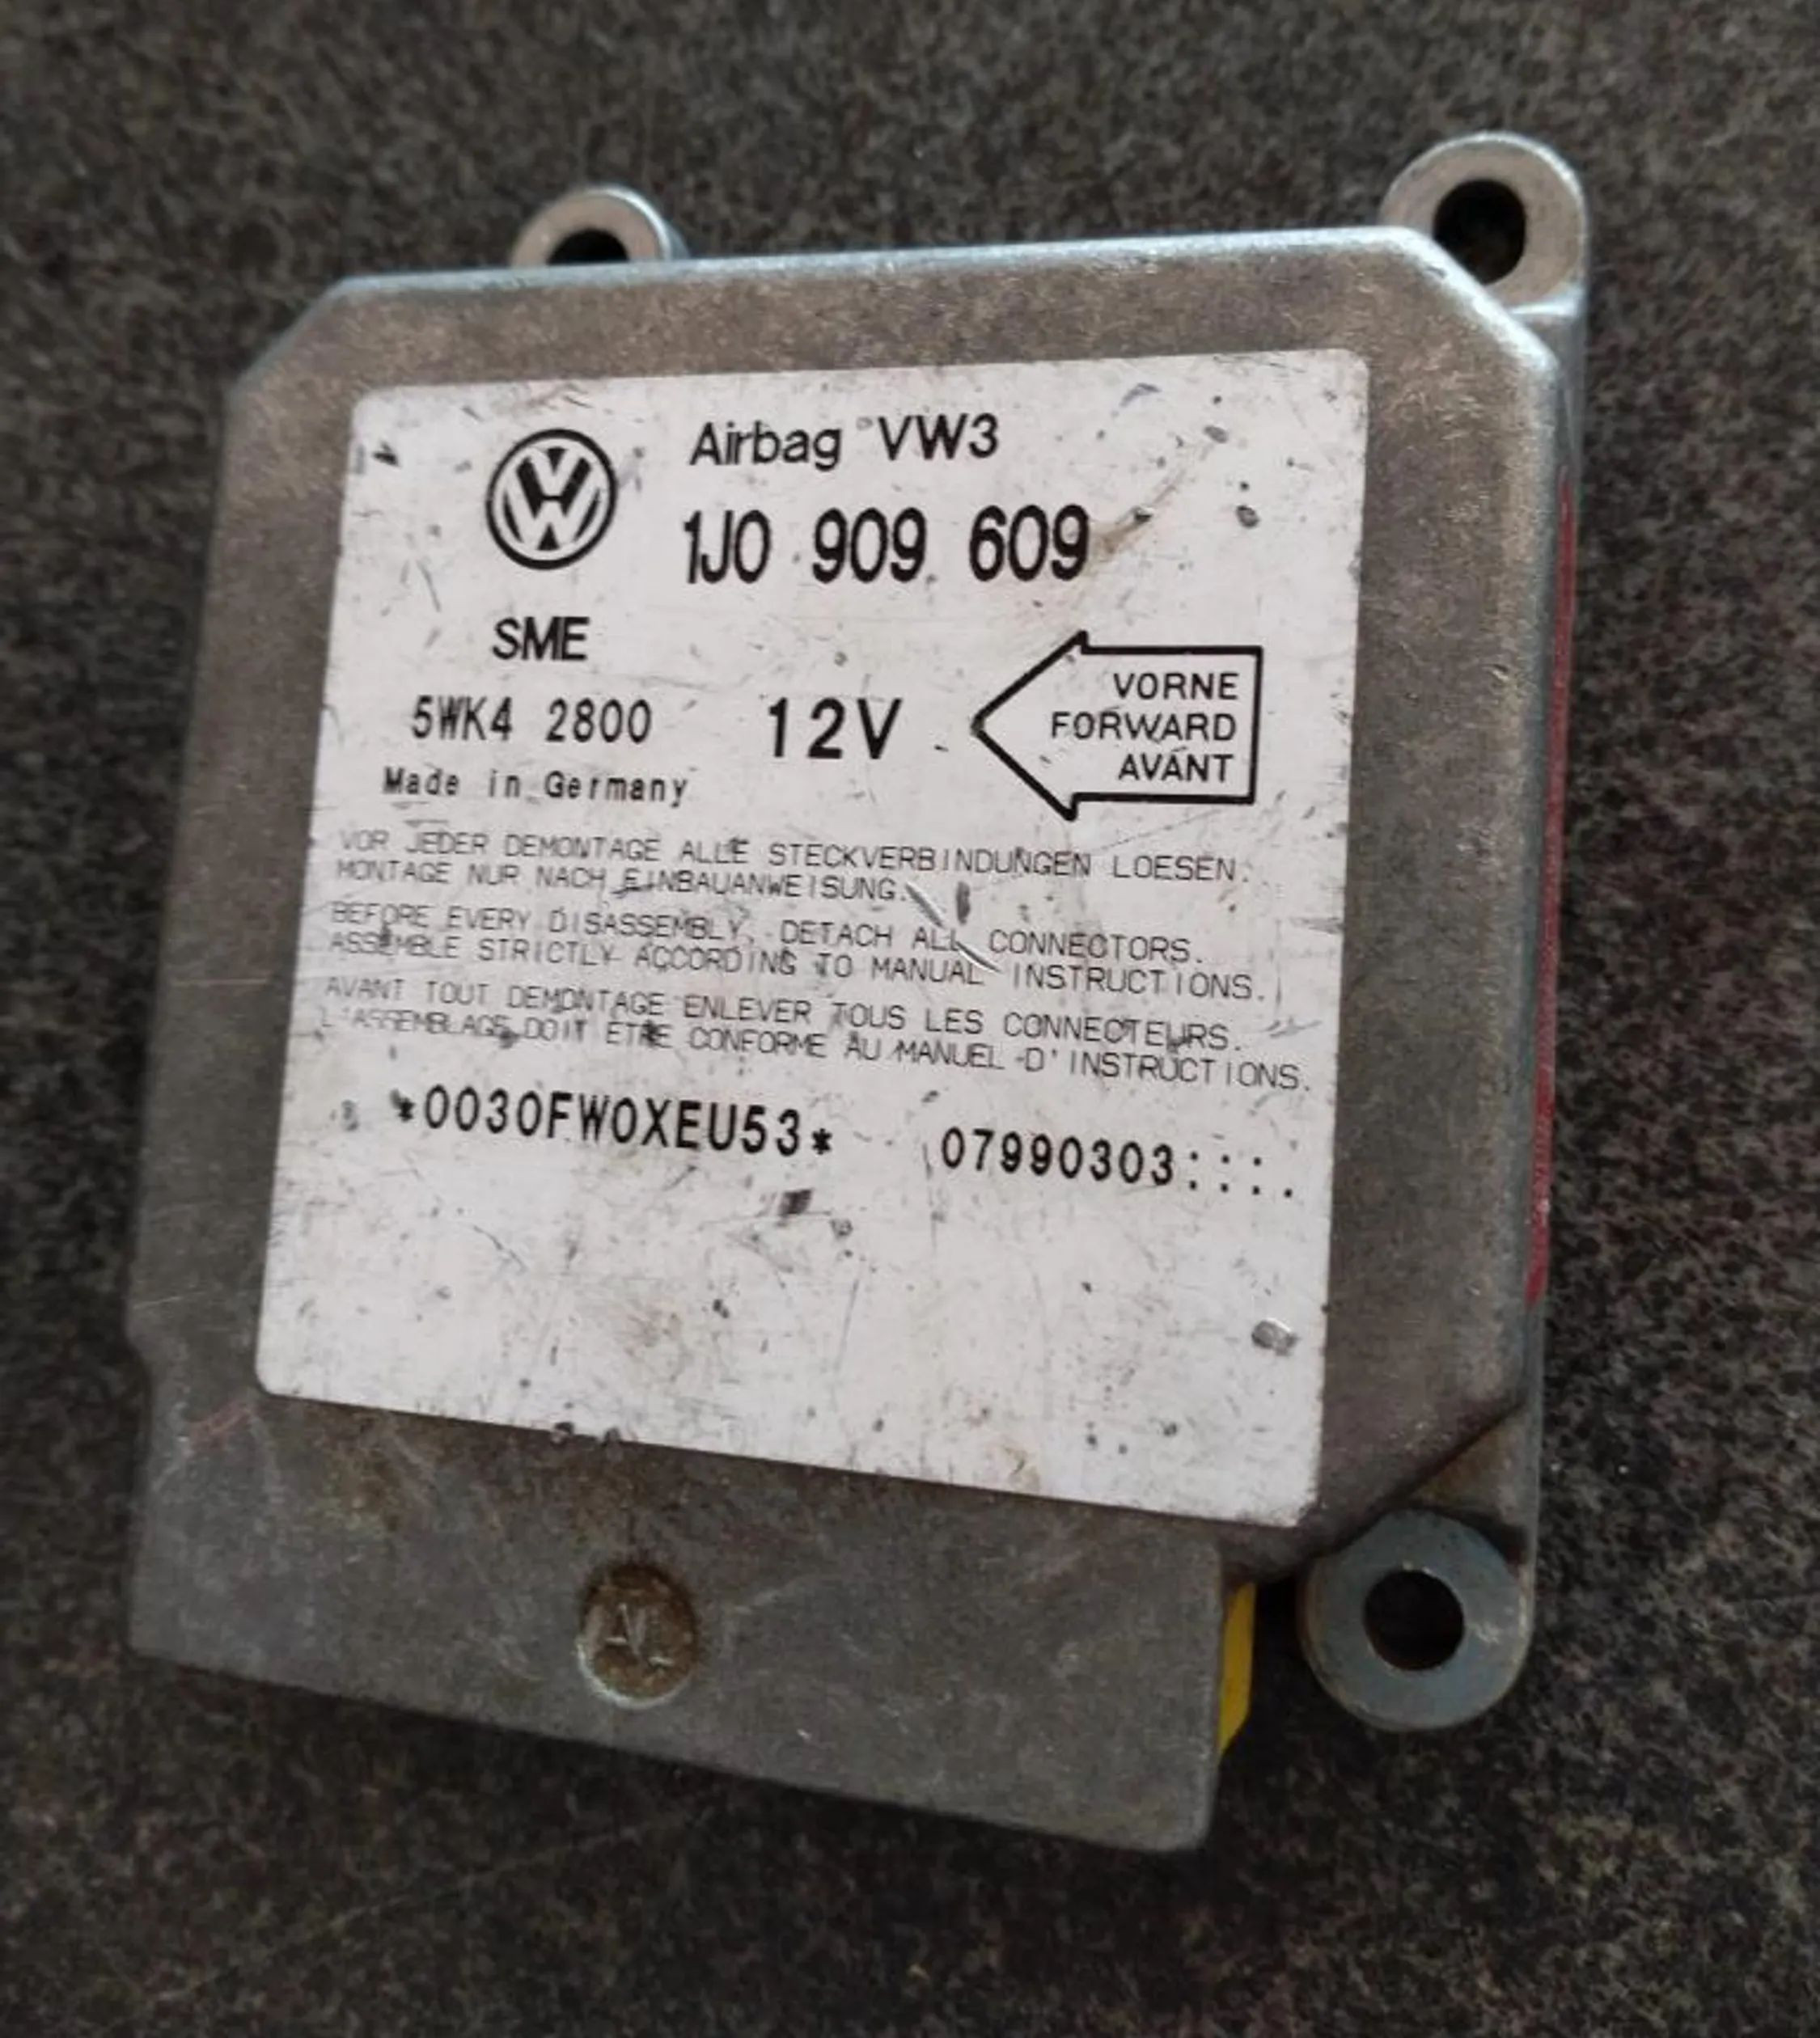 Airbag VW3
1J0 909 609
SME
5WK4 2800 12V
VORNE
FORWARD
AVANT
Made in Germany
VOR JEDER DEMONTAGE ALLE STECKVERBINDUNGEN LOESEN.
MONTAGE NUR NACH EINBAUANWEISUNG.
BEFORE EVERY DISASSEMBLY, DETACH ALL CONNECTORS.
ASSEMBLE STRICTLY ACCORDING TO MANUAL INSTRUCTIONS.
AVANT TOUT DEMONTAGE ENLEVER TOUS LES CONNECTEURS.
L'ASSEMBLAGE DOIT ETRE CONFORME AU MANUEL D'INSTRUCTIONS.
*0030FW0XEU53* 07990303::::